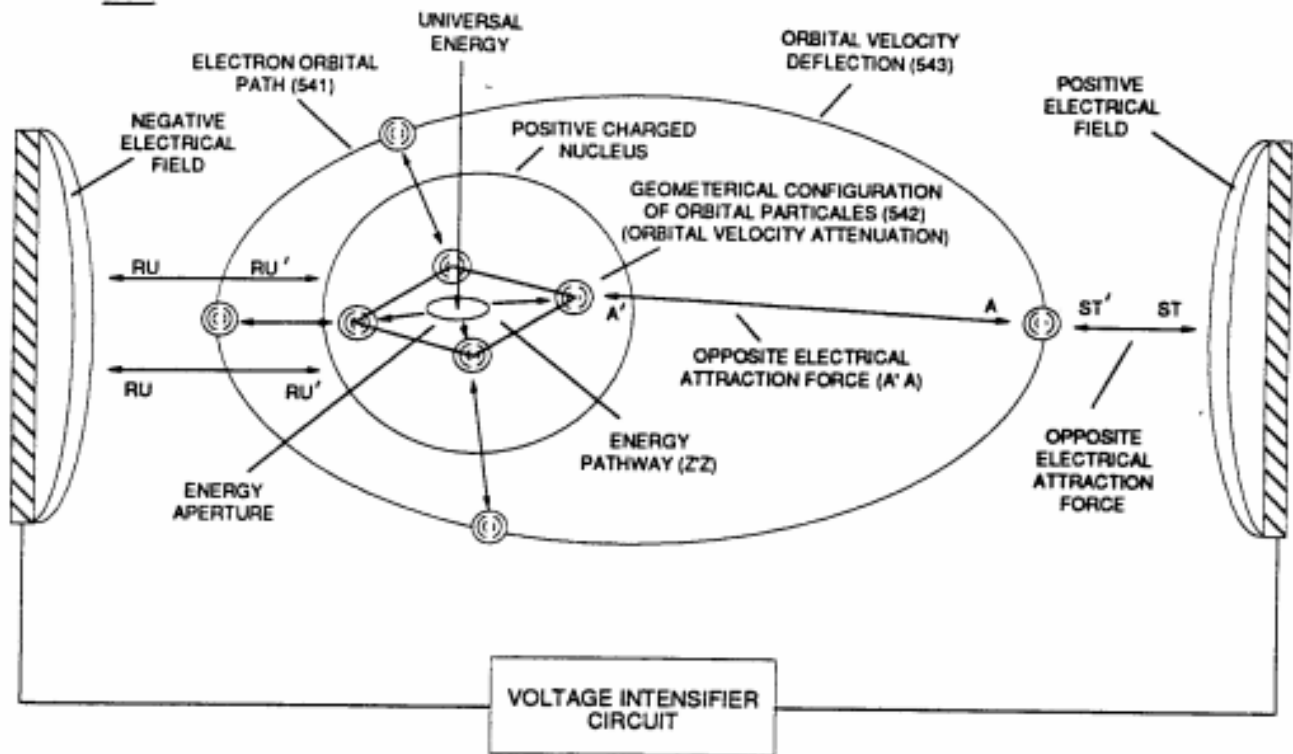 UNIVERSAL
ENERGY
ELECTRON ORBITAL
PATH (541)
ORBITAL VELOCITY
DEFLECTION (543)
NEGATIVE
ELECTRICAL
FIELD
POSITIVE CHARGED
NUCLEUS
POSITIVE
ELECTRICAL
FIELD
GEOMETERICAL CONFIGURATION
OF ORBITAL PARTICALES (542)
(ORBITAL VELOCITY ATTENUATION)
RU RU'
A' A ST' ST
RU RU'
OPPOSITE ELECTRICAL
ATTRACTION FORCE (A' A)
ENERGY
PATHWAY (Z'Z)
ENERGY
APERTURE
OPPOSITE
ELECTRICAL
ATTRACTION
FORCE
VOLTAGE INTENSIFIER
CIRCUIT